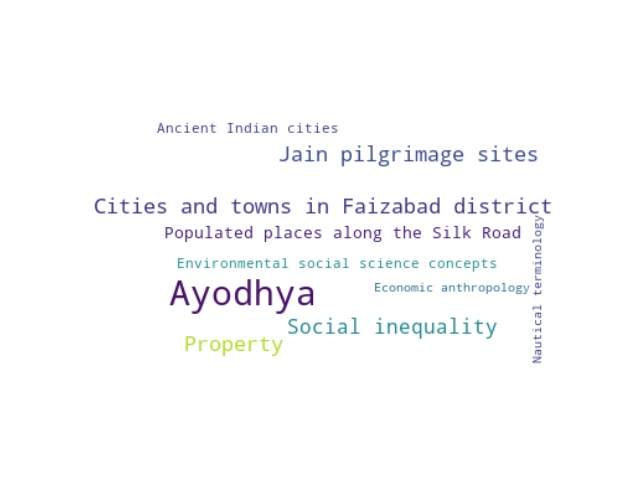 Ancient Indian cities
Jain pilgrimage sites
Cities and towns in Faizabad district
Populated places along the Silk Road
Environmental social science concepts
Ayodhya
Economic anthropology
Nautical terminology
Social inequality
Property